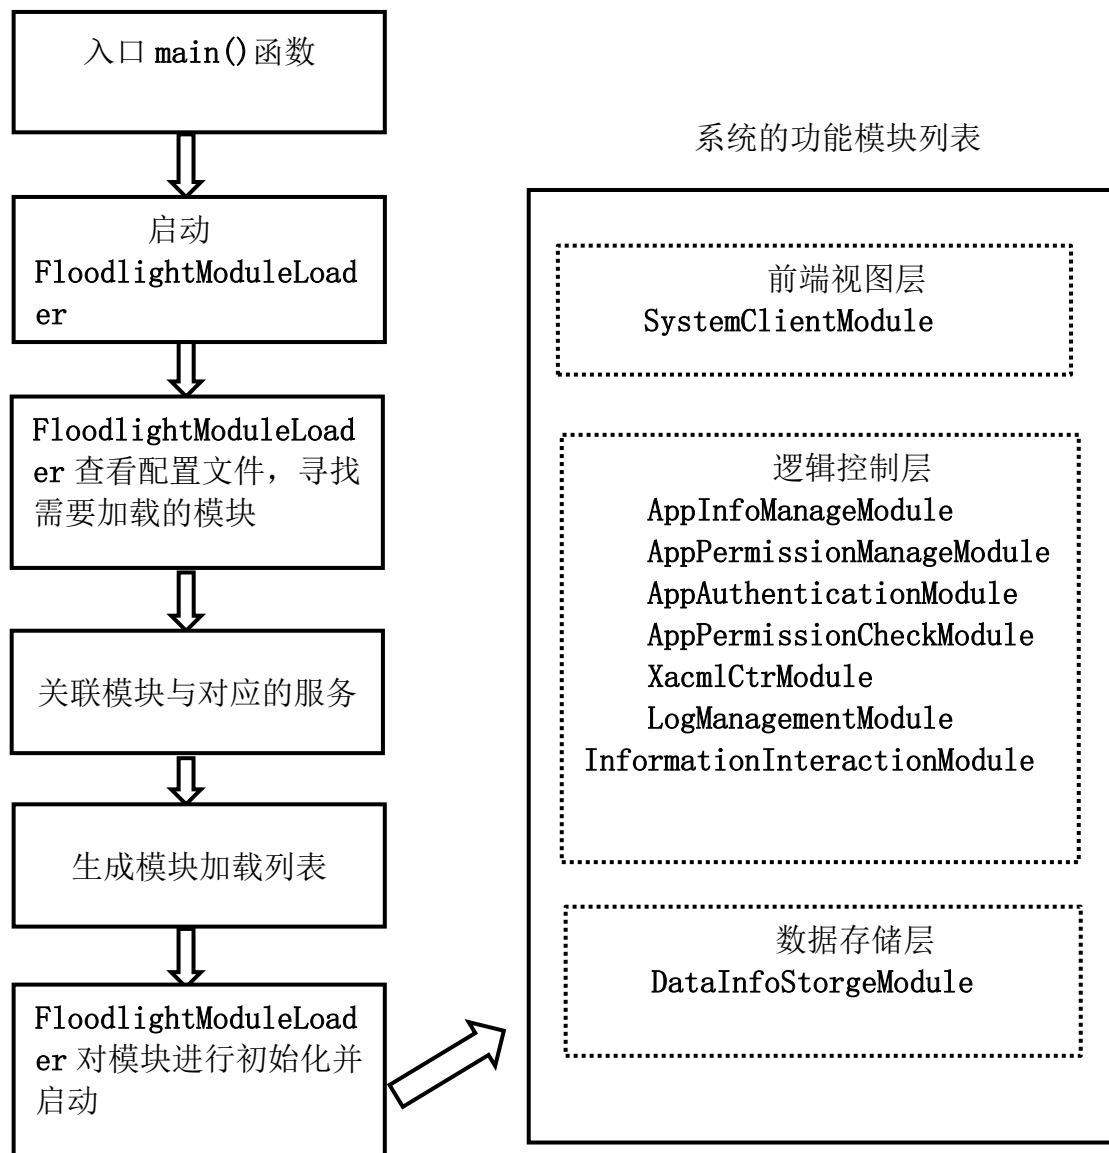 入口 main()函数
启动
FloodlightModuleLoad
er
FloodlightModuleLoad
er 查看配置文件，寻找
需要加载的模块
关联模块与对应的服务
生成模块加载列表
FloodlightModuleLoad
er 对模块进行初始化并
启动
系统的功能模块列表
前端视图层
SystemClientModule
逻辑控制层
AppInfoManageModule
AppPermissionManageModule
AppAuthenticationModule
AppPermissionCheckModule
XacmlCtrModule
LogManagementModule
InformationInteractionModule
数据存储层
DataInfoStorgeModule